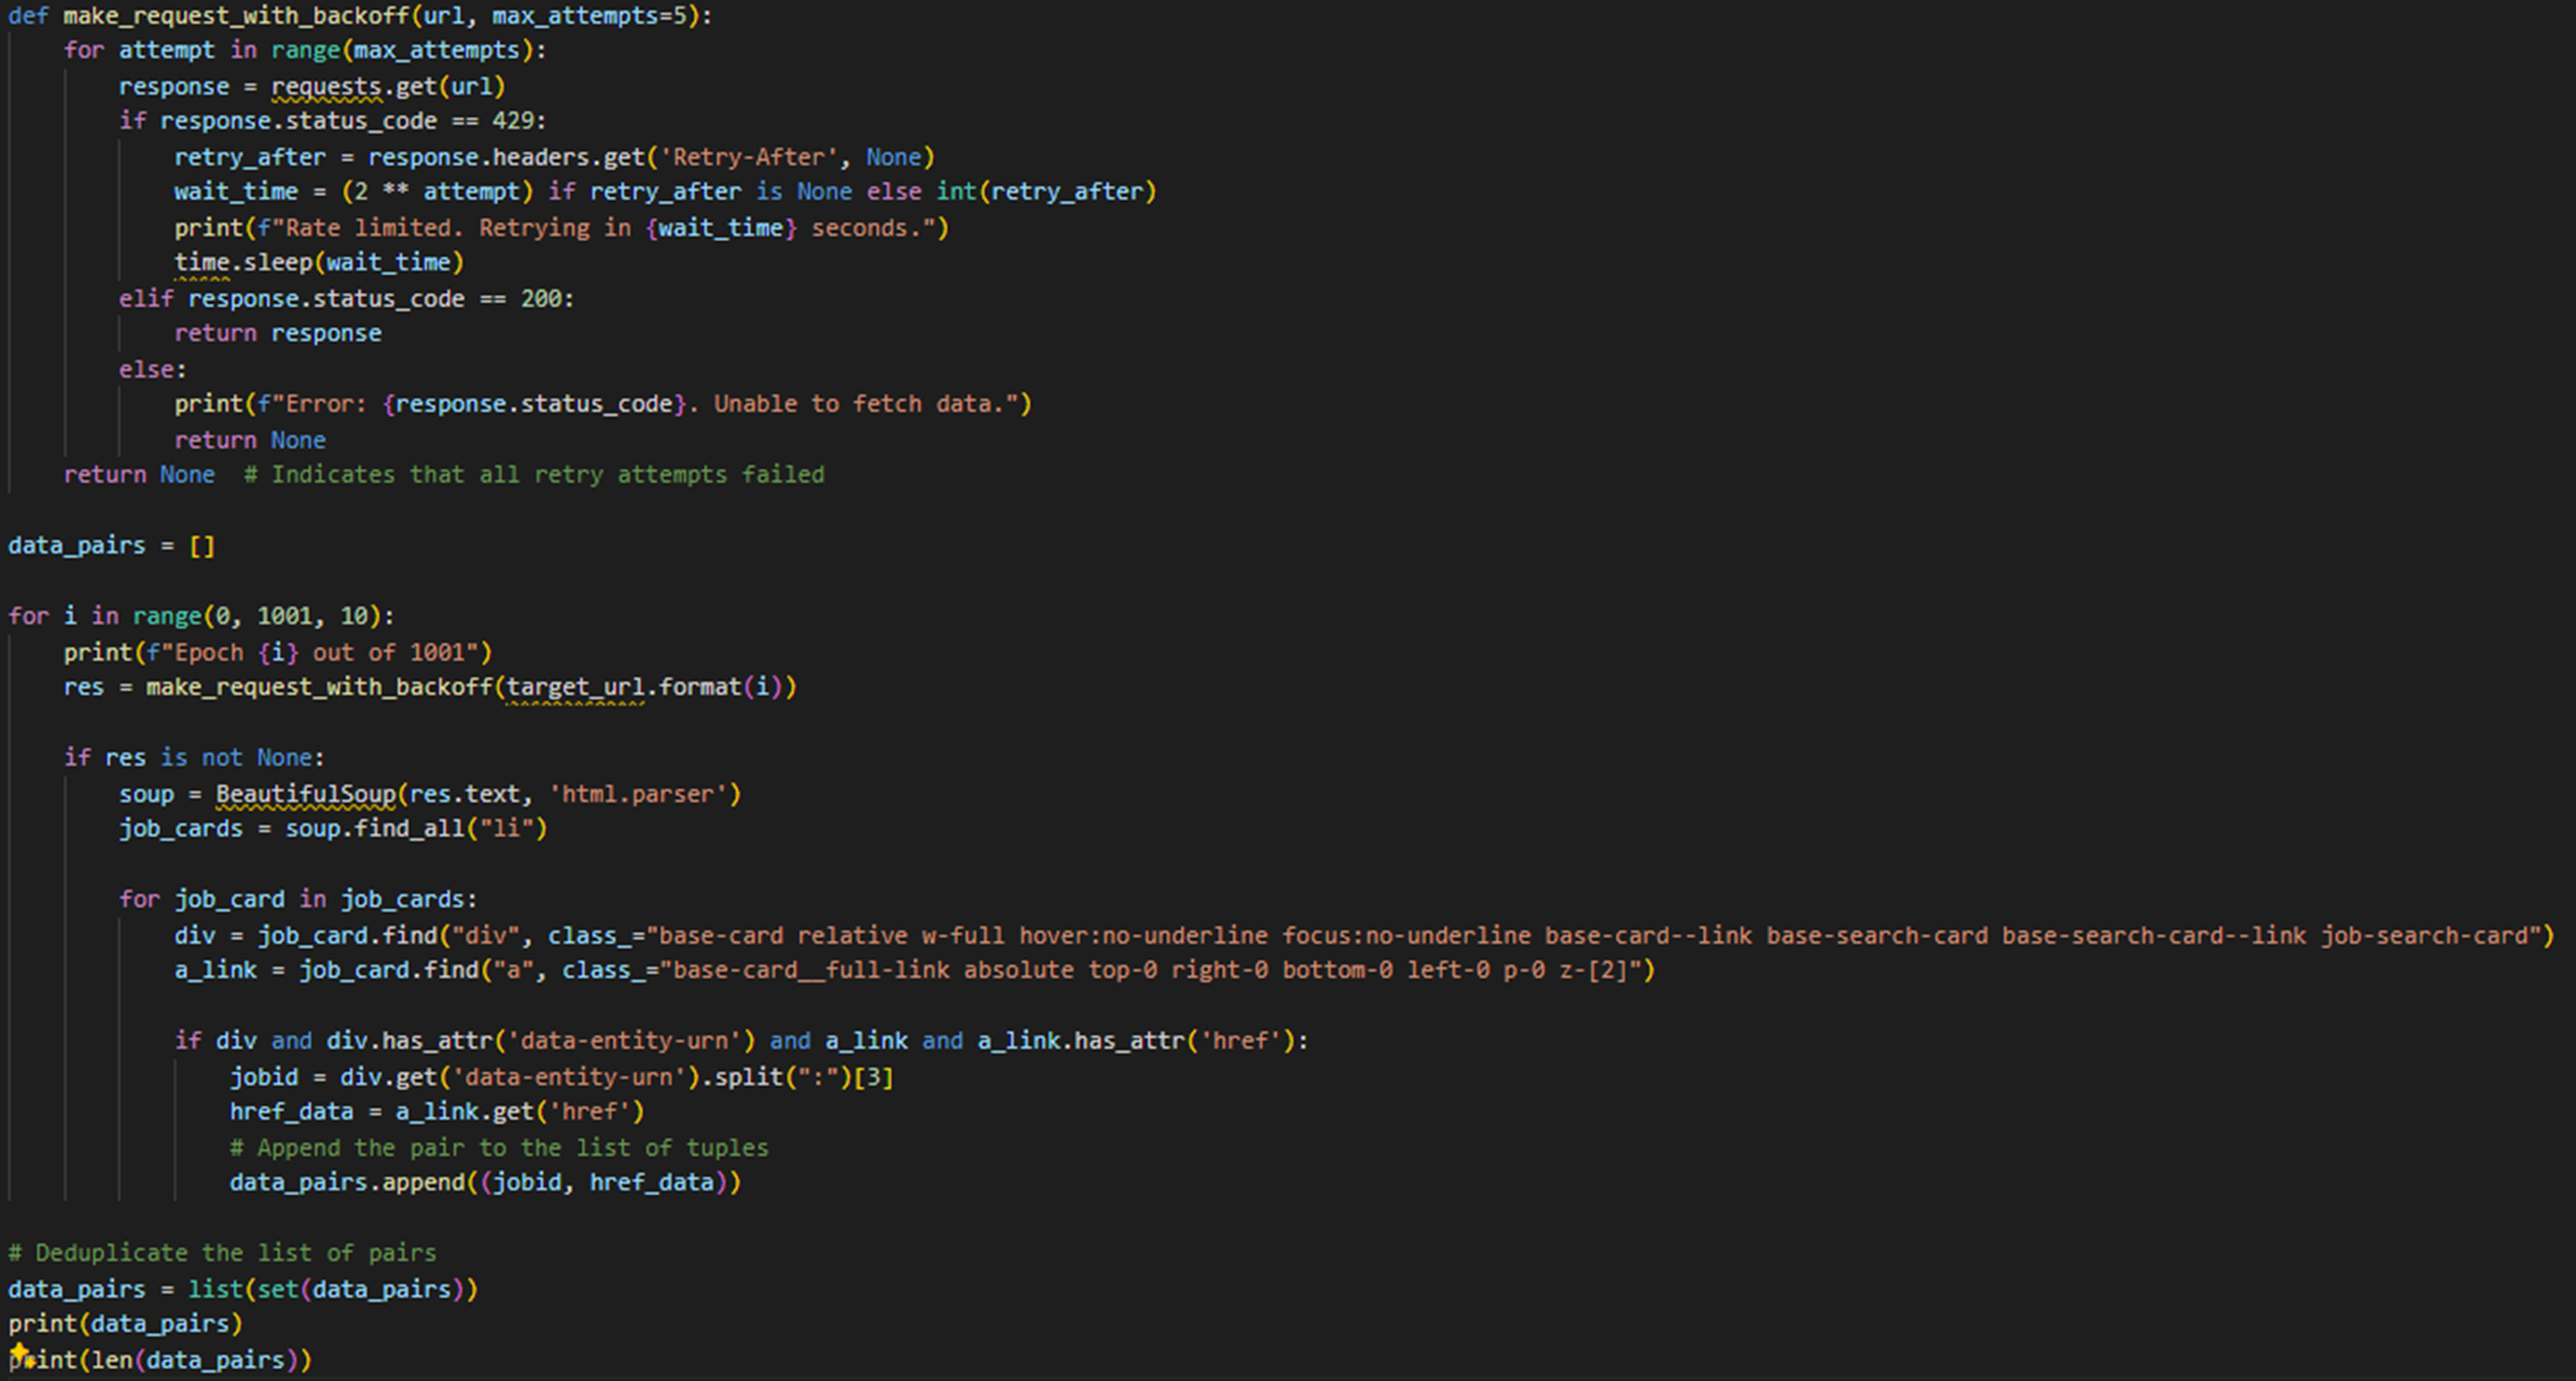 def make_request_with_backoff(url, max_attempts=5):
    for attempt in range(max_attempts):
        response = requests.get(url)
        if response.status_code == 429:
            retry_after = response.headers.get('Retry-After', None)
            wait_time = (2 ** attempt) if retry_after is None else int(retry_after)
            print(f"Rate limited. Retrying in {wait_time} seconds.")
            time.sleep(wait_time)
        elif response.status_code == 200:
            return response
        else:
            print(f"Error: {response.status_code}. Unable to fetch data.")
            return None
    return None  # Indicates that all retry attempts failed

data_pairs = []

for i in range(0, 1001, 10):
    print(f"Epoch {i} out of 1001")
    res = make_request_with_backoff(target_url.format(i))

    if res is not None:
        soup = BeautifulSoup(res.text, 'html.parser')
        job_cards = soup.find_all("li")

        for job_card in job_cards:
            div = job_card.find("div", class_="base-card relative w-full hover:no-underline focus:no-underline base-card--link base-search-card base-search-card--link job-search-card")
            a_link = job_card.find("a", class_="base-card__full-link absolute top-0 right-0 bottom-0 left-0 p-0 z-[2]")

            if div and div.has_attr('data-entity-urn') and a_link and a_link.has_attr('href'):
                jobid = div.get('data-entity-urn').split(":")[3]
                href_data = a_link.get('href')
                # Append the pair to the list of tuples
                data_pairs.append((jobid, href_data))

# Deduplicate the list of pairs
data_pairs = list(set(data_pairs))
print(data_pairs)
print(len(data_pairs))